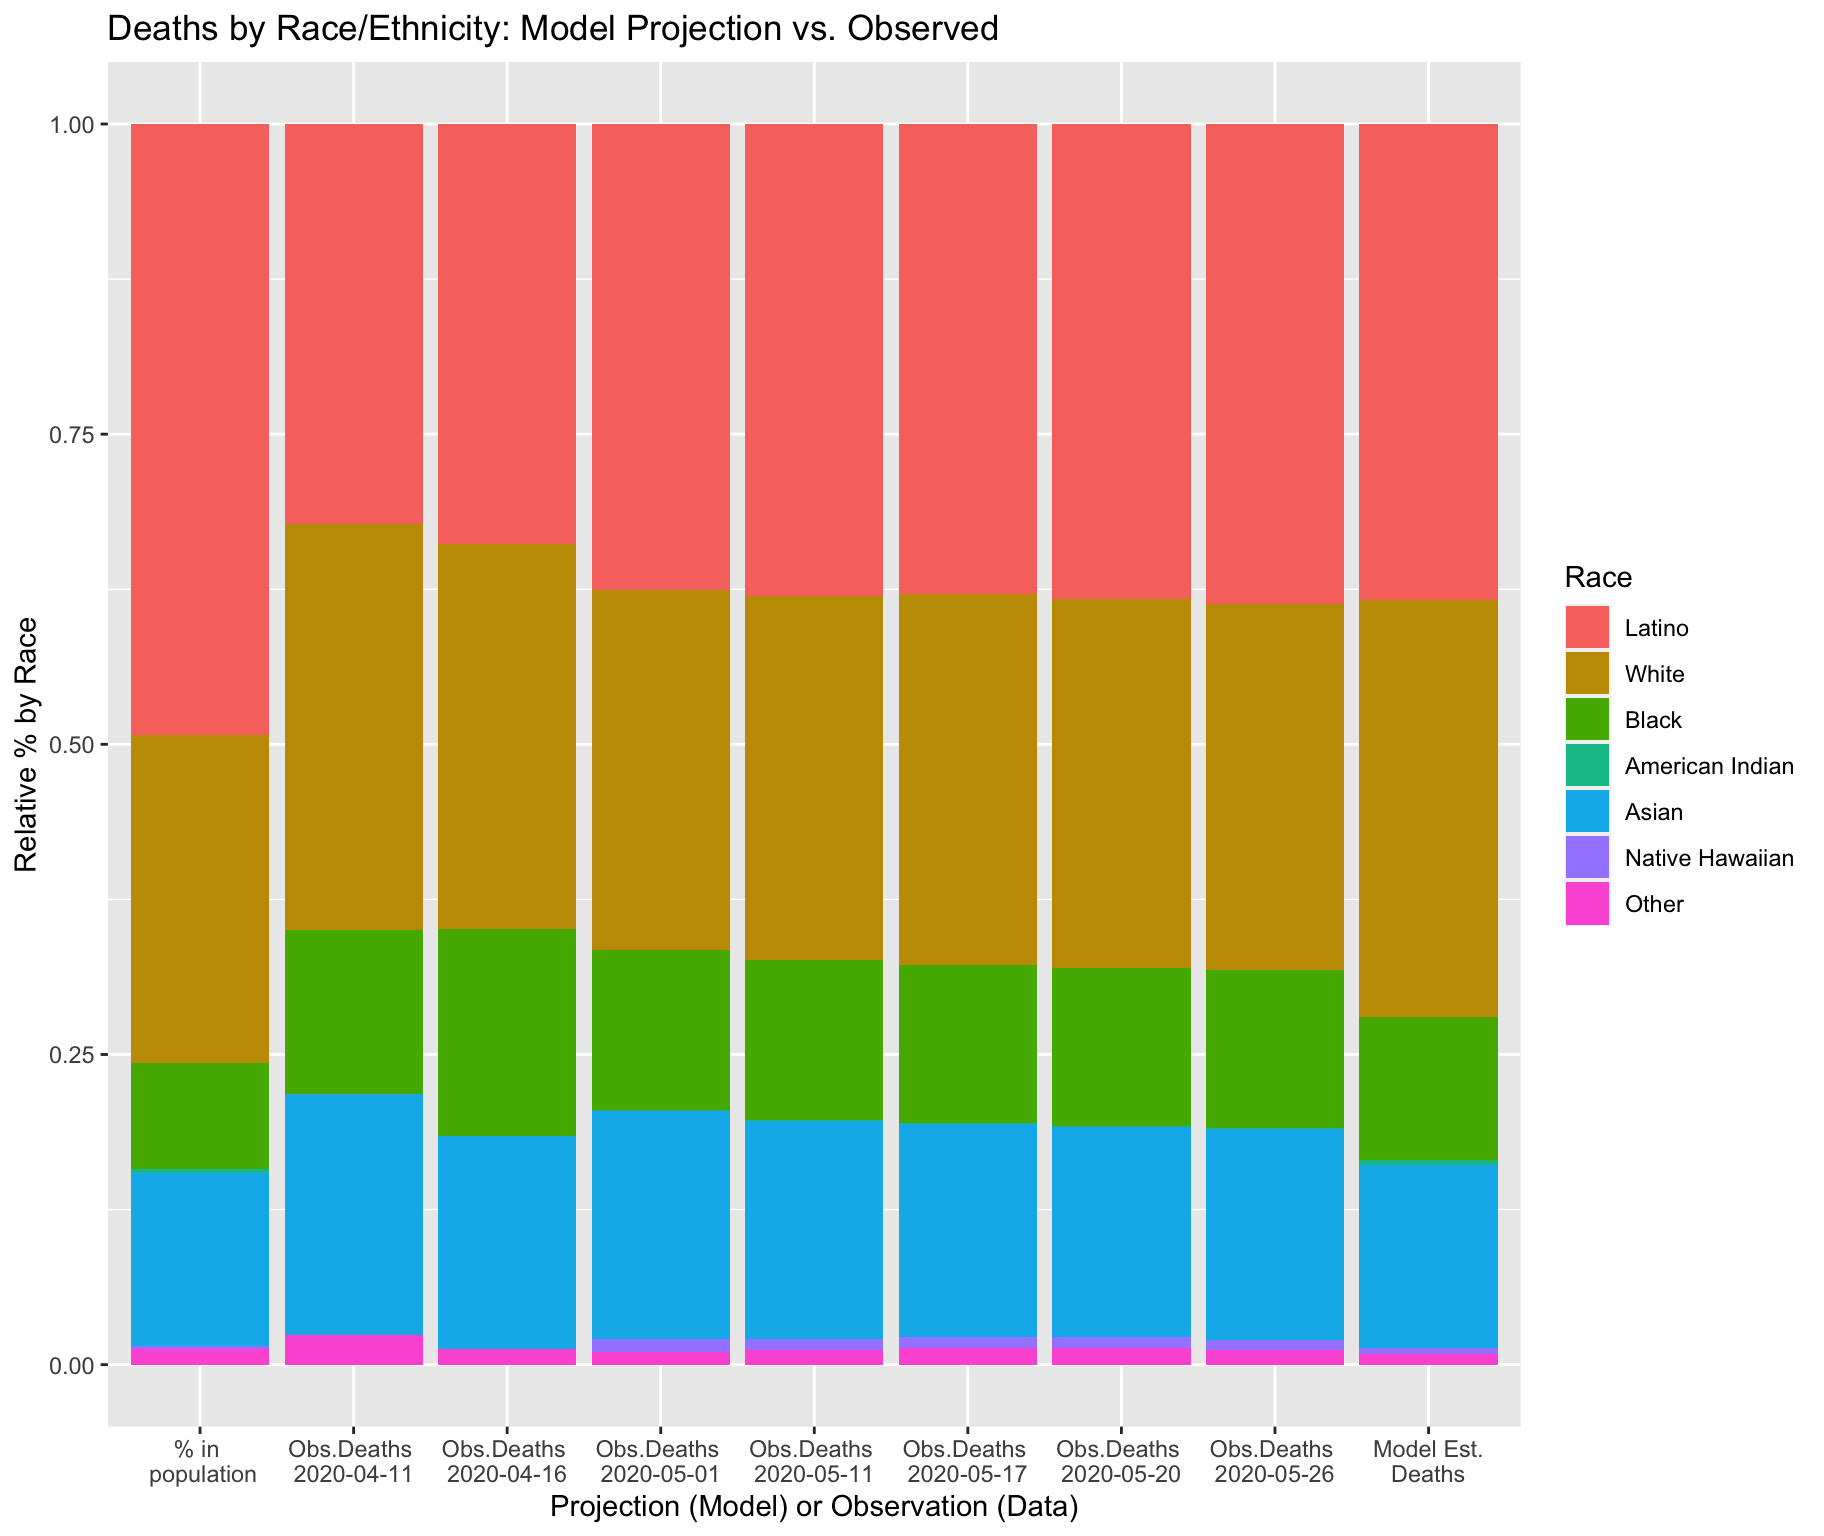 Deaths by Race/Ethnicity: Model Projection vs. Observed
Relative % by Race
1.00
0.75
0.50
0.25
0.00
% in
population
Obs.Deaths
2020-04-11
Obs.Deaths
2020-04-16
Obs.Deaths
2020-05-01
Obs.Deaths
2020-05-11
Obs.Deaths
2020-05-17
Obs.Deaths
2020-05-20
Obs.Deaths
2020-05-26
Model Est.
Deaths
Projection (Model) or Observation (Data)
Race
Latino
White
Black
American Indian
Asian
Native Hawaiian
Other